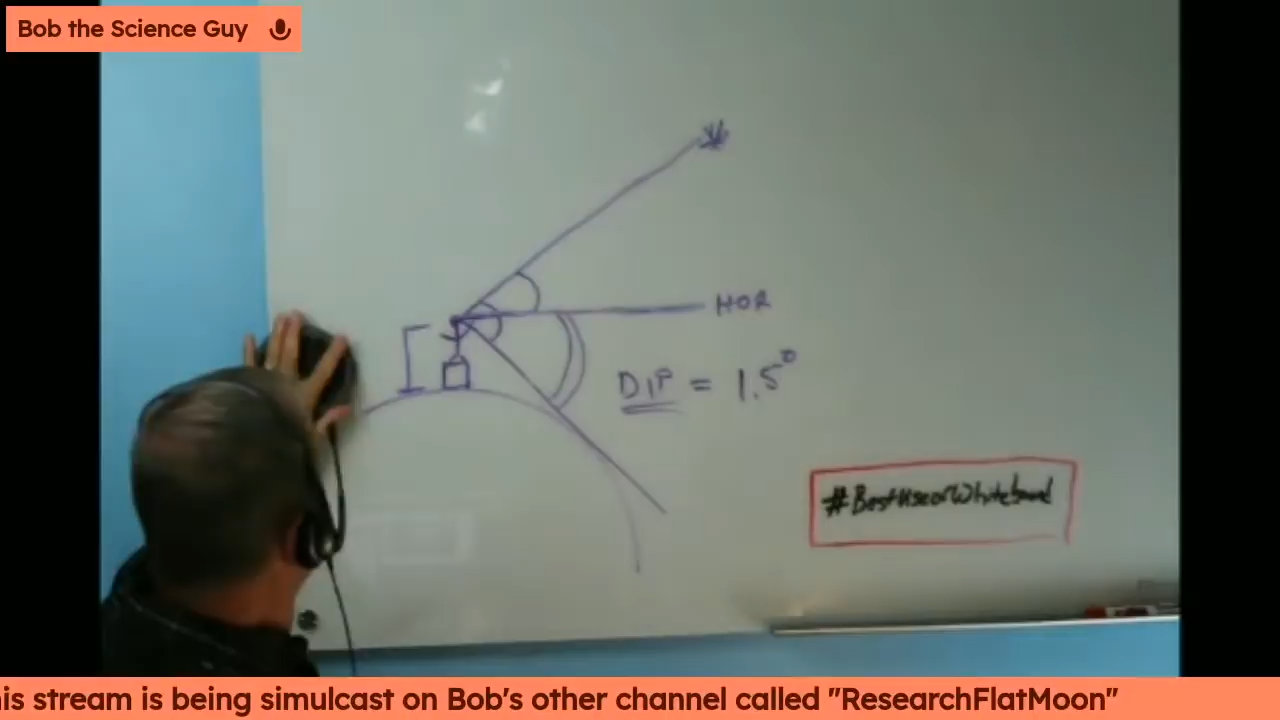 Bob the Science Guy
HOR
DIP = 1.5°
#BestUseofWhiteboard
his stream is being simulcast on Bob's other channel called "ResearchFlatMoon"